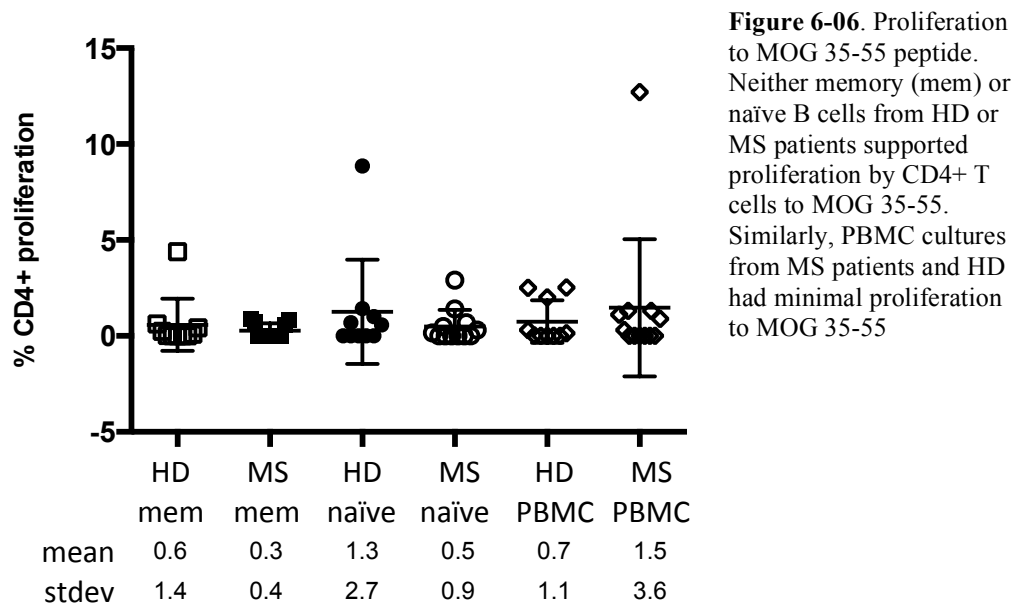 15
10
5
0
-5
% CD4+ proliferation
HD mem
MS mem
HD naïve
MS naïve
HD PBMC
MS PBMC
mean 0.6 0.3 1.3 0.5 0.7 1.5
stdev 1.4 0.4 2.7 0.9 1.1 3.6
Figure 6-06. Proliferation
to MOG 35-55 peptide.
Neither memory (mem) or
naïve B cells from HD or
MS patients supported
proliferation by CD4+ T
cells to MOG 35-55.
Similarly, PBMC cultures
from MS patients and HD
had minimal proliferation
to MOG 35-55